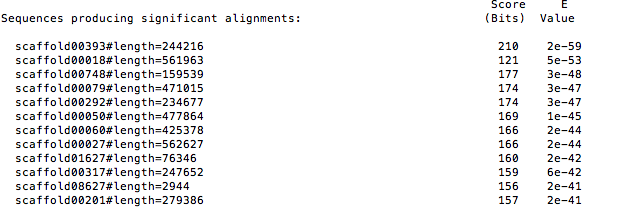 Score E
Sequences producing significant alignments: (Bits) Value
scaffold00393#length=244216 210 2e-59
scaffold00018#length=561963 121 5e-53
scaffold00748#length=159539 177 3e-48
scaffold00079#length=471015 174 3e-47
scaffold00292#length=234677 174 3e-47
scaffold00050#length=477864 169 1e-45
scaffold00060#length=425378 166 2e-44
scaffold00027#length=562627 166 2e-44
scaffold01627#length=76346 160 2e-42
scaffold00317#length=247652 159 6e-42
scaffold08627#length=2944 156 2e-41
scaffold00201#length=279386 157 2e-41